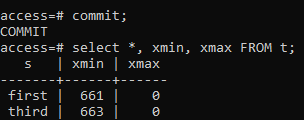 access=# commit;
COMMIT
access=# select *, xmin, xmax FROM t;
   s   | xmin | xmax
-------+------+------
 first |  661 |    0
 third |  663 |    0